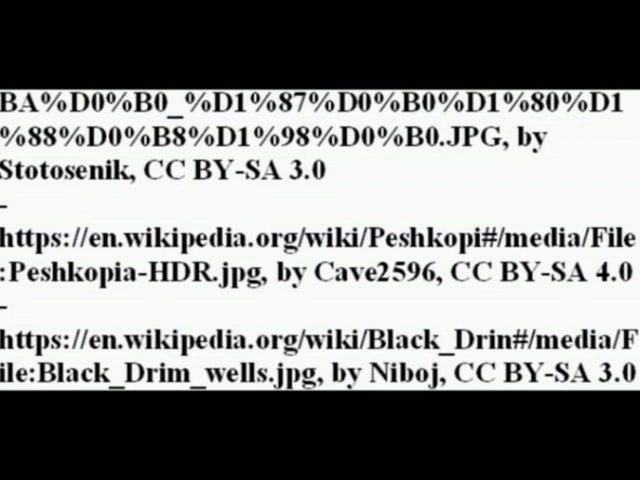 BA%D0%B0_%D1%87%D0%B0%D1%80%D1
%88%D0%B8%D1%98%D0%B0.JPG, by
Stotosenik, CC BY-SA 3.0
-
https://en.wikipedia.org/wiki/Peshkopi#/media/File
:Peshkopia-HDR.jpg, by Cave2596, CC BY-SA 4.0
-
https://en.wikipedia.org/wiki/Black_Drin#/media/F
ile:Black_Drim_wells.jpg, by Niboj, CC BY-SA 3.0